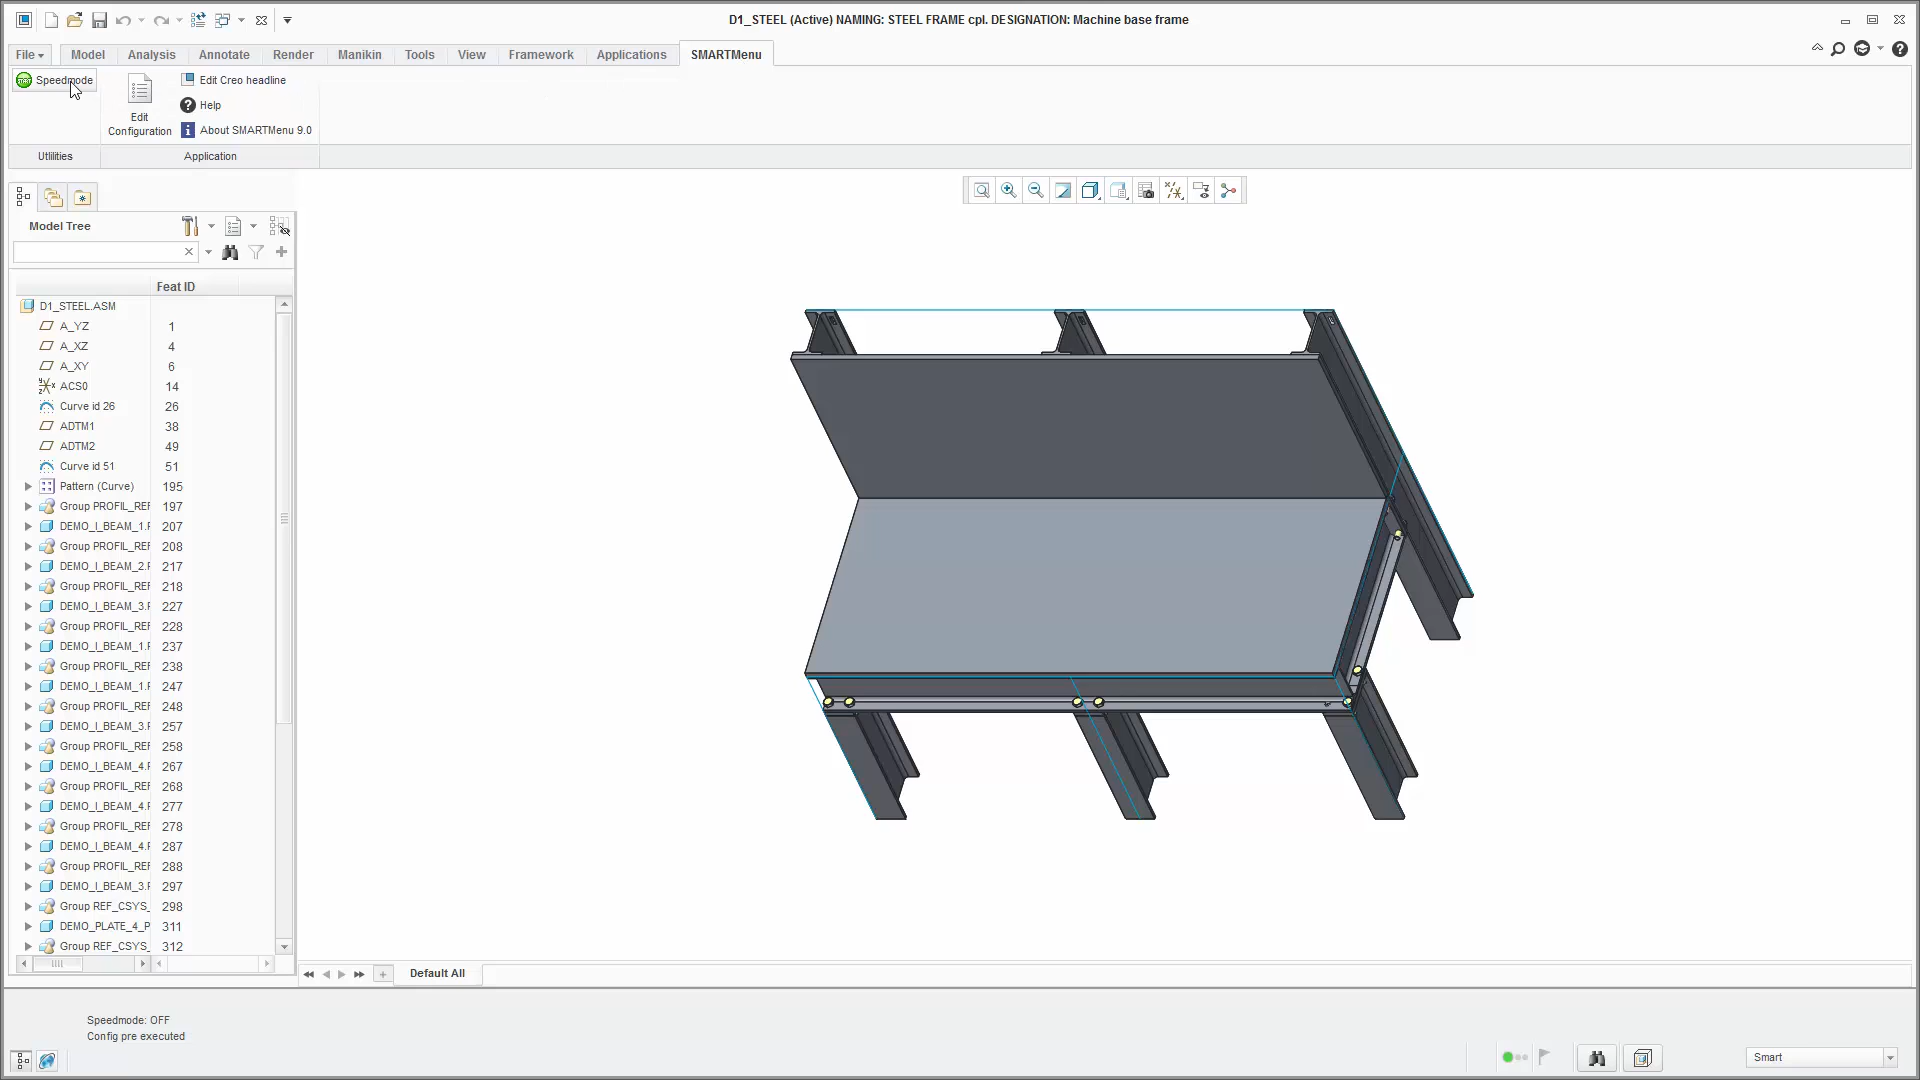 D1_STEEL (Active) NAMING: STEEL FRAME cpl. DESIGNATION: Machine base frame
File Model Analysis Annotate Render Manikin Tools View Framework Applications SMARTMenu
Speedmode
Edit Configuration
Edit Creo headline
Help
About SMARTMenu 9.0
Utlilities Application
Model Tree
Feat ID
D1_STEEL.ASM
A_YZ 1
A_XZ 4
A_XY 6
ACS0 14
Curve id 26 26
ADTM1 38
ADTM2 49
Curve id 51 51
Pattern (Curve) 195
Group PROFIL_REF 197
DEMO_I_BEAM_1.F 207
Group PROFIL_REF 208
DEMO_I_BEAM_2.F 217
Group PROFIL_REF 218
DEMO_I_BEAM_3.F 227
Group PROFIL_REF 228
DEMO_I_BEAM_1.F 237
Group PROFIL_REF 238
DEMO_I_BEAM_1.F 247
Group PROFIL_REF 248
DEMO_I_BEAM_3.F 257
Group PROFIL_REF 258
DEMO_I_BEAM_4.F 267
Group PROFIL_REF 268
DEMO_I_BEAM_4.F 277
Group PROFIL_REF 278
DEMO_I_BEAM_4.F 287
Group PROFIL_REF 288
DEMO_I_BEAM_3.F 297
Group REF_CSYS_ 298
DEMO_PLATE_4_P 311
Group REF_CSYS_ 312
Default All
Speedmode: OFF
Config pre executed
Smart